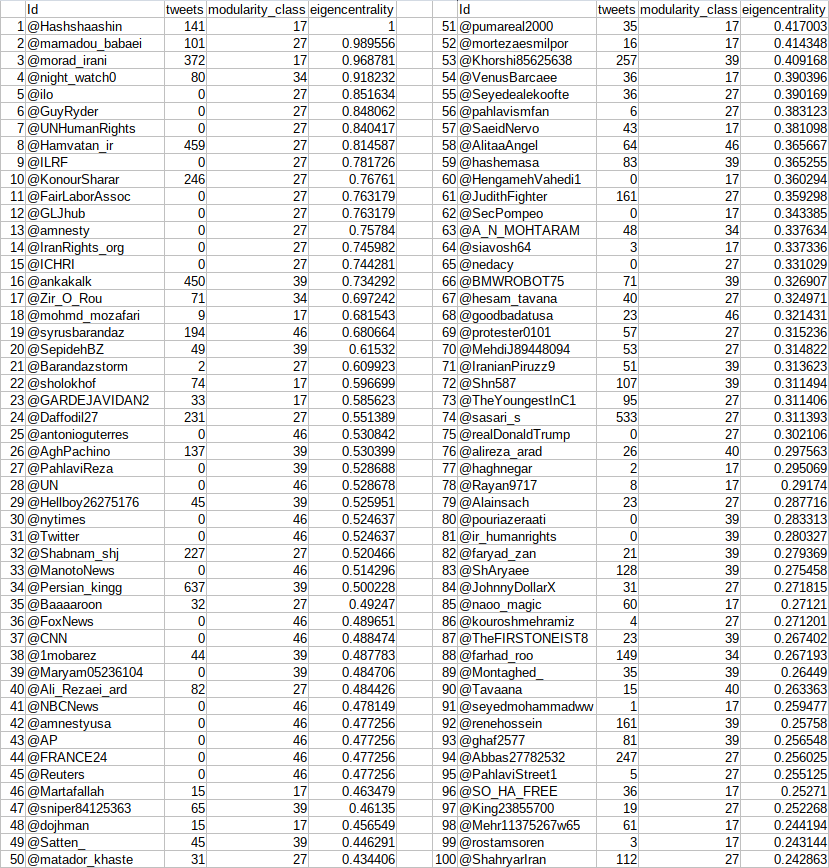 Id tweets modularity_class eigencentrality Id tweets modularity_class eigencentrality
1 @Hashshaashin 141 17 1 51 @pumareal2000 35 17 0.417003
2 @mamadou_babaei 101 27 0.989556 52 @mortezaesmilpor 16 17 0.414348
3 @morad_irani 372 17 0.968781 53 @Khorshi85625638 257 39 0.409168
4 @night_watch0 80 34 0.918232 54 @VenusBarcaee 36 17 0.390396
5 @ilo 0 27 0.851634 55 @Seyedealekoofte 36 27 0.390169
6 @GuyRyder 0 27 0.848062 56 @pahlavismfan 6 27 0.383123
7 @UNHumanRights 0 27 0.840417 57 @SaeidNervo 43 17 0.381098
8 @Hamvatan_ir 459 27 0.814587 58 @AlitaaAngel 64 46 0.365667
9 @ILRF 0 27 0.781726 59 @hashemasa 83 39 0.365255
10 @KonourSharar 246 27 0.76761 60 @HengamehVahedi1 0 17 0.360294
11 @FairLaborAssoc 0 27 0.763179 61 @JudithFighter 161 27 0.359298
12 @GLJhub 0 27 0.763179 62 @SecPompeo 0 17 0.343385
13 @amnesty 0 27 0.75784 63 @A_N_MOHTARAM 48 34 0.337634
14 @IranRights_org 0 27 0.745982 64 @siavosh64 3 17 0.337336
15 @ICHRI 0 27 0.744281 65 @nedacy 0 27 0.331029
16 @ankakalk 450 39 0.734292 66 @BMWROBOT75 71 39 0.326907
17 @Zir_O_Rou 71 34 0.697242 67 @hesam_tavana 40 27 0.324971
18 @mohmd_mozafari 9 17 0.681543 68 @goodbadatusa 23 46 0.321431
19 @syrusbarandaz 194 46 0.680664 69 @protester0101 57 27 0.315236
20 @SepidehBZ 49 39 0.61532 70 @MehdiJ89448094 53 27 0.314822
21 @Barandazstorm 2 27 0.609923 71 @IranianPiruzz9 51 39 0.313623
22 @sholokhof 74 17 0.596699 72 @Shn587 107 39 0.311494
23 @GARDEJAVIDAN2 33 17 0.585623 73 @TheYoungestInC1 95 27 0.311406
24 @Daffodil27 231 27 0.551389 74 @sasari_s 533 27 0.311393
25 @antonioguterres 0 46 0.530842 75 @realDonaldTrump 0 27 0.302106
26 @AghPachino 137 39 0.530399 76 @alireza_arad 26 40 0.297563
27 @PahlaviReza 0 39 0.528688 77 @haghnegar 2 17 0.295069
28 @UN 0 46 0.528678 78 @Rayan9717 8 17 0.29174
29 @Hellboy26275176 45 39 0.525951 79 @Alainsach 23 27 0.287716
30 @nytimes 0 46 0.524637 80 @pouriazeraati 0 39 0.283313
31 @Twitter 0 46 0.524637 81 @ir_humanrights 0 39 0.280327
32 @Shabnam_shj 227 27 0.520466 82 @faryad_zan 21 39 0.279369
33 @ManotoNews 0 46 0.514296 83 @ShAryaee 128 39 0.275458
34 @Persian_kingg 637 39 0.500228 84 @JohnnyDollarX 31 27 0.271815
35 @Baaaaroon 32 27 0.49247 85 @naoo_magic 60 17 0.27121
36 @FoxNews 0 46 0.489651 86 @kouroshmehramiz 4 27 0.271201
37 @CNN 0 46 0.488474 87 @TheFIRSTONEIST8 23 39 0.267402
38 @1mobarez 44 39 0.487783 88 @farhad_roo 149 34 0.267193
39 @Maryam05236104 0 39 0.484706 89 @Montaghed_ 35 39 0.26449
40 @Ali_Rezaei_ard 82 27 0.484426 90 @Tavaana 15 40 0.263363
41 @NBCNews 0 46 0.478149 91 @seyedmohammadww 1 17 0.259477
42 @amnestyusa 0 46 0.477256 92 @renehossein 161 39 0.25758
43 @AP 0 46 0.477256 93 @ghaf2577 81 39 0.256548
44 @FRANCE24 0 46 0.477256 94 @Abbas27782532 247 27 0.256025
45 @Reuters 0 46 0.477256 95 @PahlaviStreet1 5 27 0.255125
46 @Martafallah 15 17 0.463479 96 @SO_HA_FREE 36 17 0.25271
47 @sniper84125363 65 39 0.46135 97 @King23855700 19 27 0.252268
48 @dojhman 15 17 0.456549 98 @Mehr11375267w65 61 17 0.244194
49 @Satten_ 45 39 0.446291 99 @rostamsoren 3 17 0.243144
50 @matador_khaste 31 27 0.434406 100 @ShahryarIran 112 27 0.242863